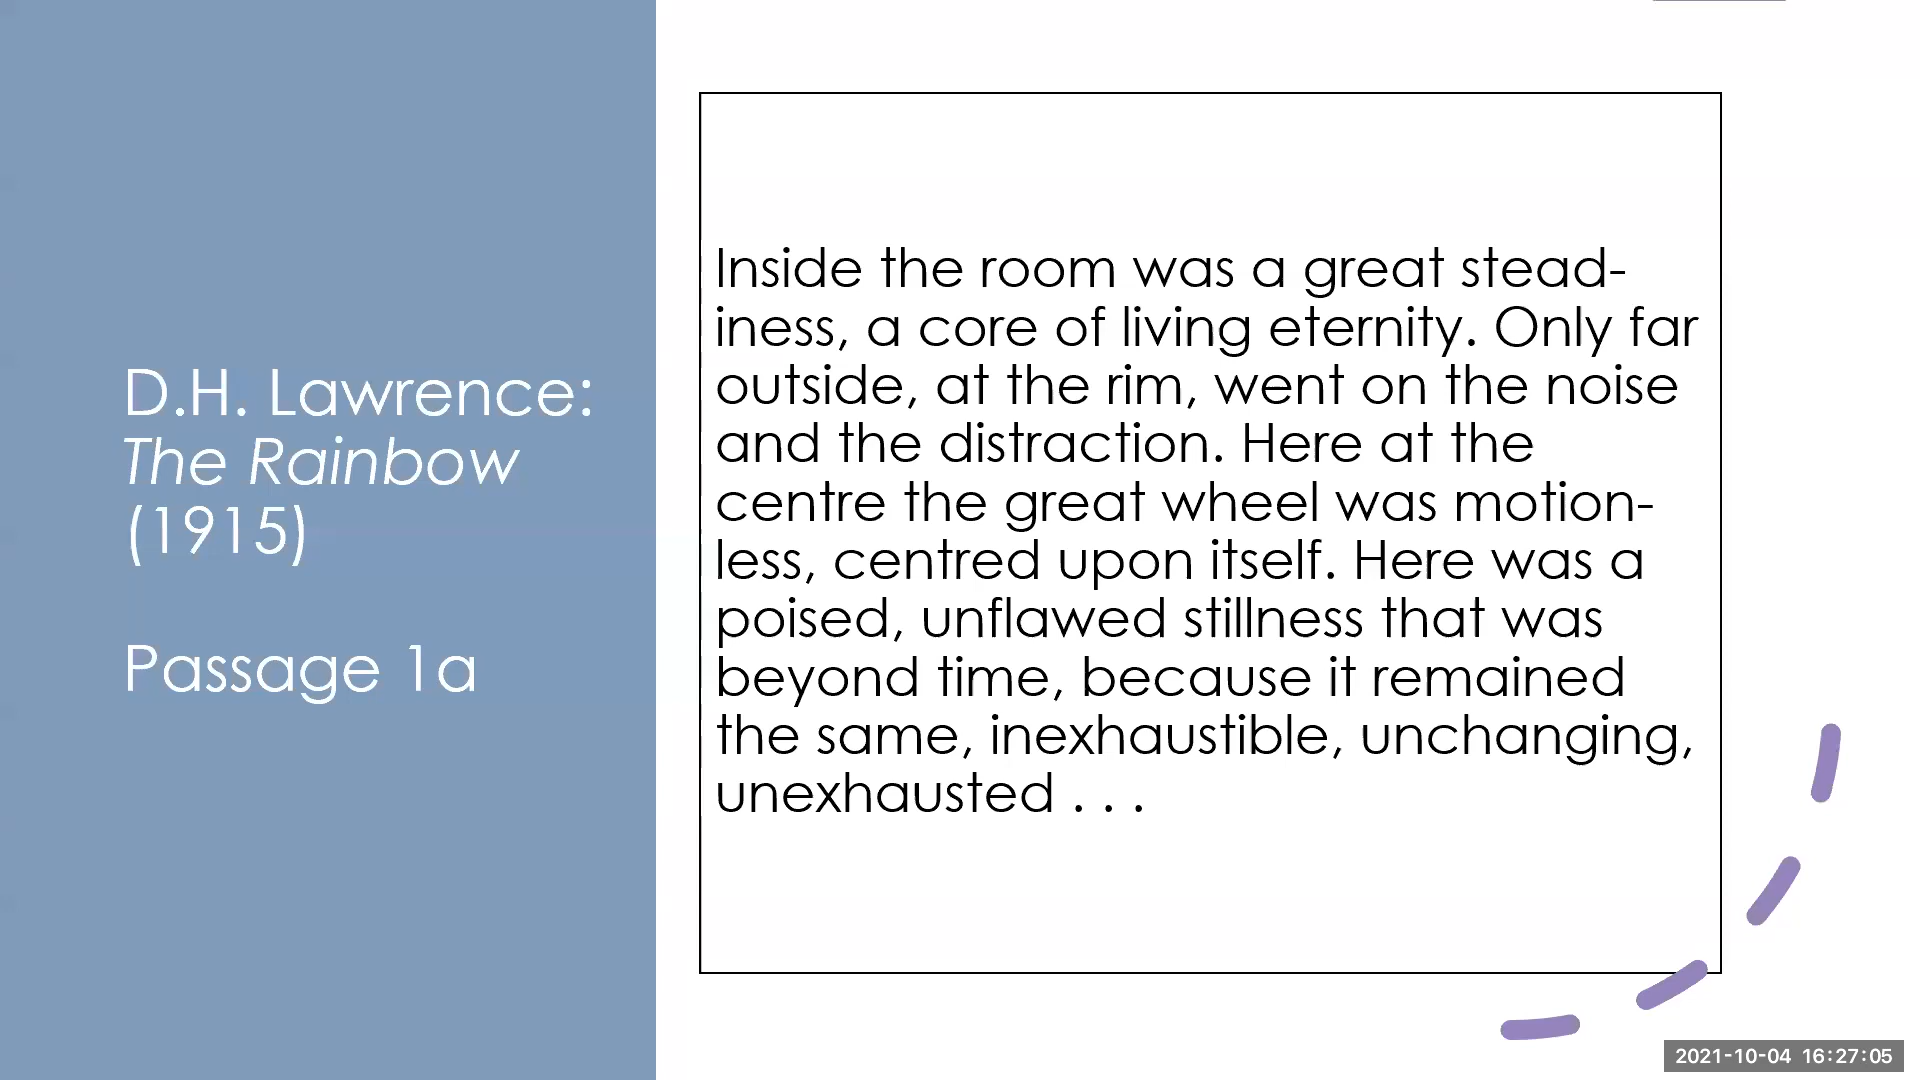 D.H. Lawrence:
The Rainbow
(1915)
Passage 1a
Inside the room was a great stead-
iness, a core of living eternity. Only far
outside, at the rim, went on the noise
and the distraction. Here at the
centre the great wheel was motion-
less, centred upon itself. Here was a
poised, unflawed stillness that was
beyond time, because it remained
the same, inexhaustible, unchanging,
unexhausted . . .
2021-10-04 16:27:05